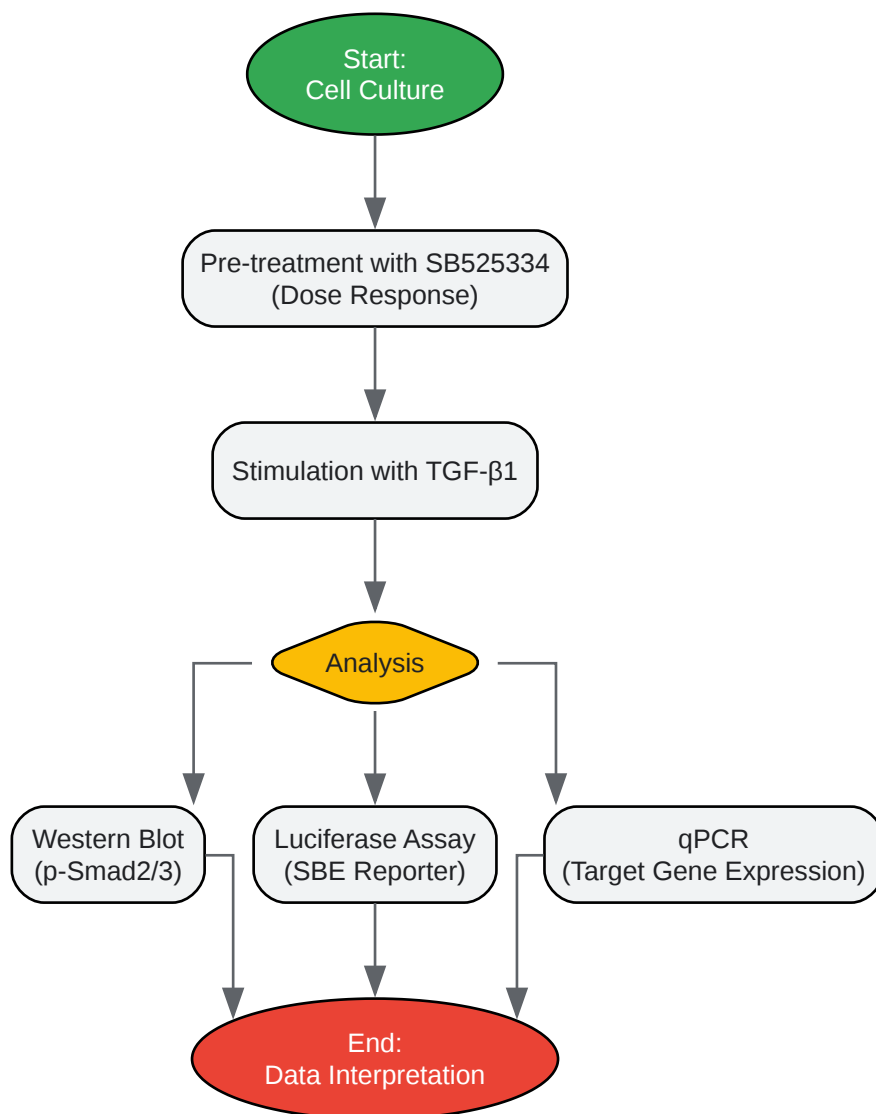 Start:
Cell Culture
Pre-treatment with SB525334
(Dose Response)
Stimulation with TGF-β1
Analysis
Western Blot
(p-Smad2/3)
Luciferase Assay
(SBE Reporter)
qPCR
(Target Gene Expression)
End:
Data Interpretation